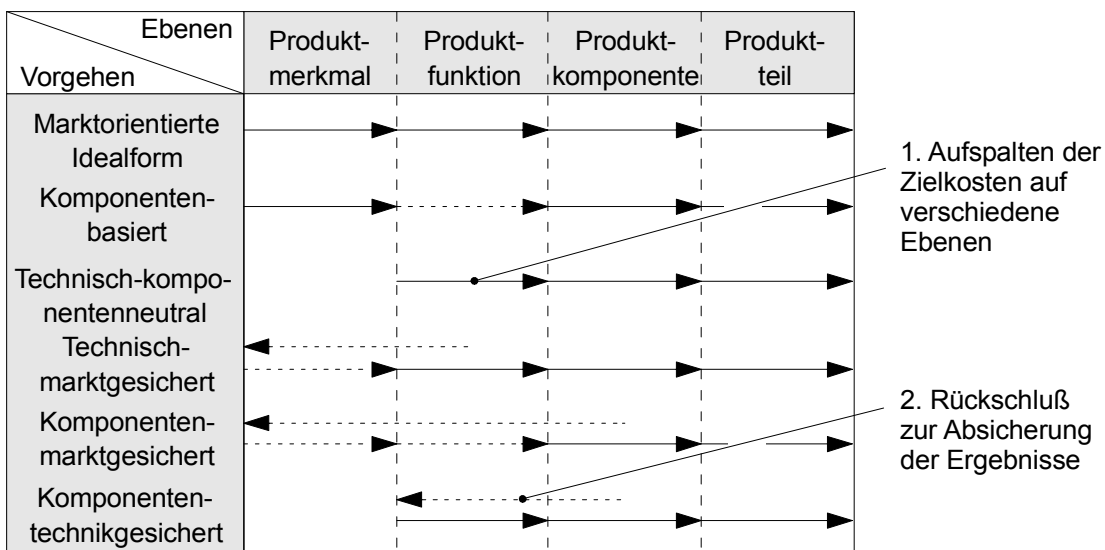 Ebenen
Vorgehen
Produkt-
merkmal
Produkt-
funktion
Produkt-
komponente
Produkt-
teil
Marktorientierte
Idealform
Komponenten-
basiert
Technisch-kompo-
nentenneutral
Technisch-
marktgesichert
Komponenten-
marktgesichert
Komponenten-
technikgesichert
1. Aufspalten der
Zielkosten auf
verschiedene
Ebenen
2. Rückschluß
zur Absicherung
der Ergebnisse